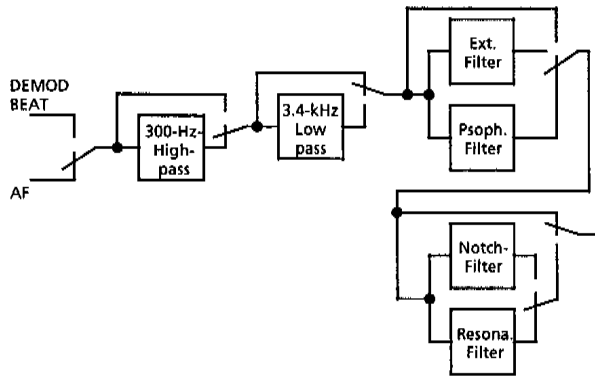 DEMOD
BEAT
AF
300-Hz-
High-
pass
3.4-kHz
Low
pass
Ext.
Filter
Psoph.
Filter
Notch-
Filter
Resona.
Filter